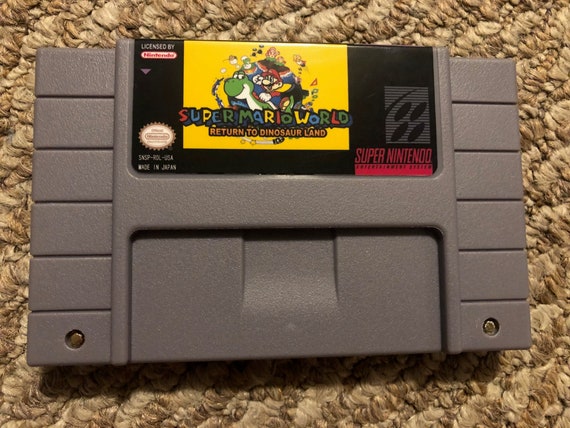 LICENSED BY
Nintendo
SUPER MARIO WORLD
RETURN TO DINOSAUR LAND
Nintendo
SNSP-RDL-USA
MADE IN JAPAN
SUPER NINTENDO
ENTERTAINMENT SYSTEM